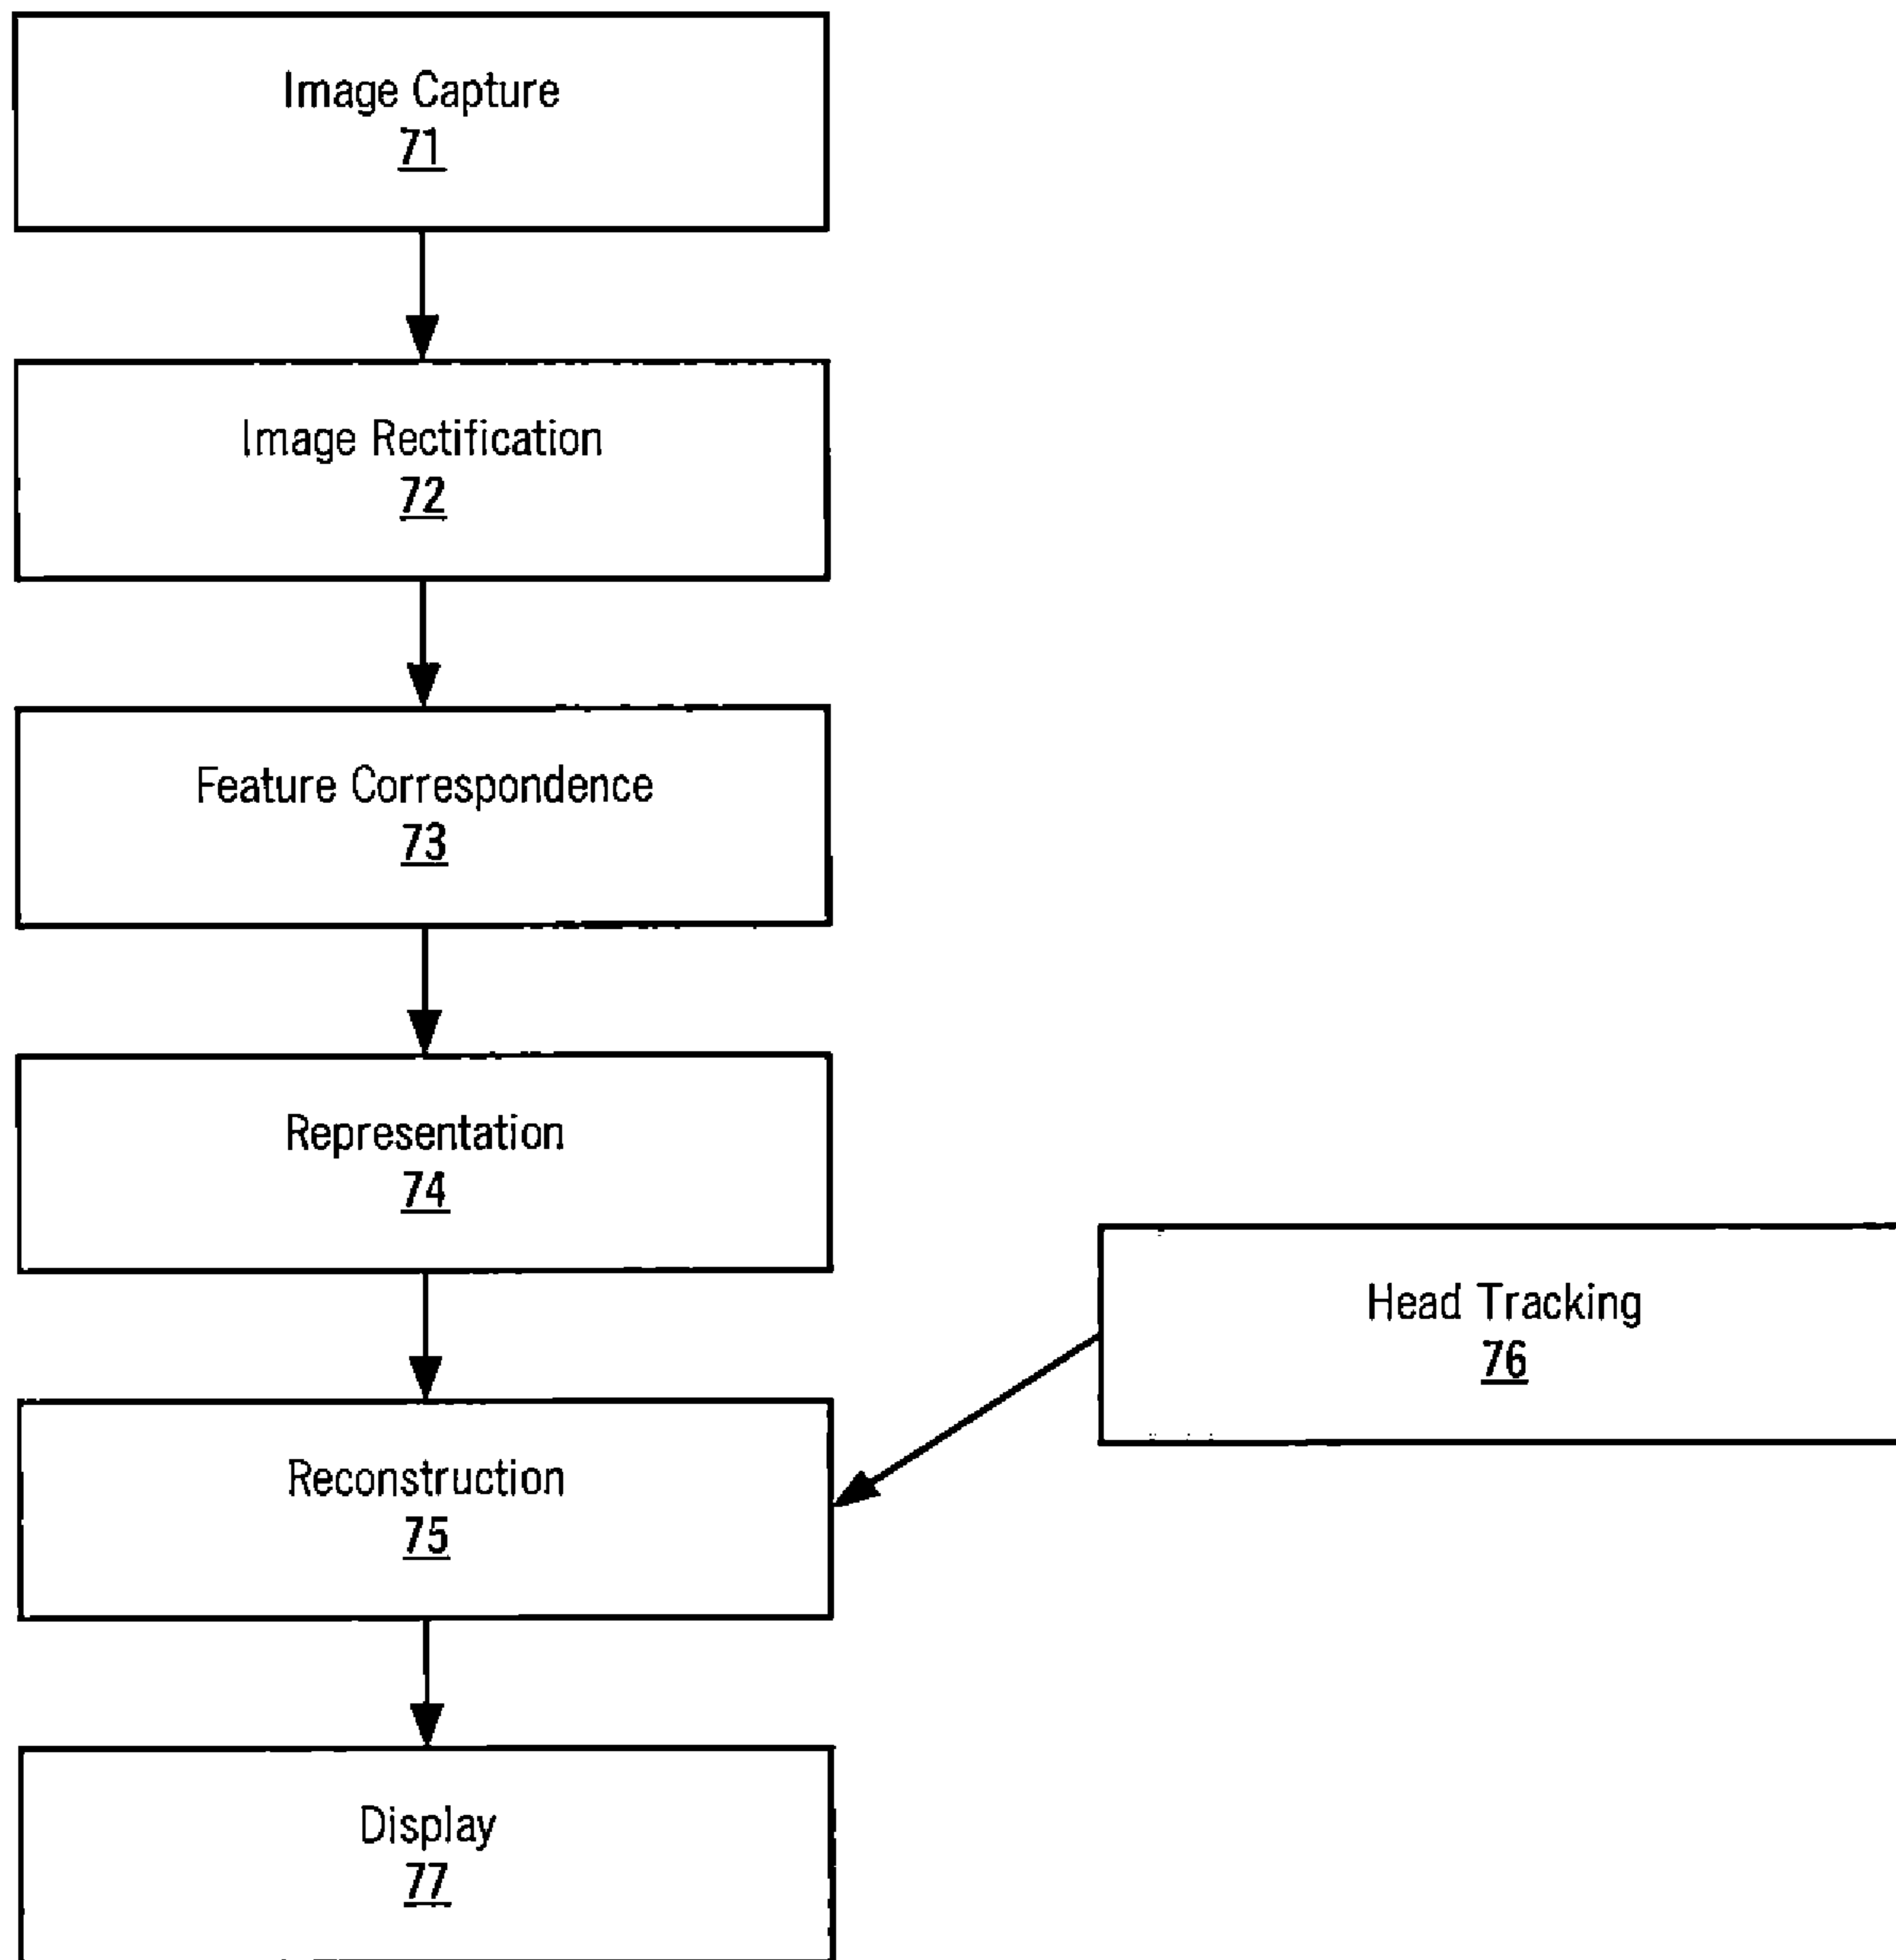 Image Capture
71
Image Rectification
72
Feature Correspondence
73
Representation
74
Head Tracking
76
Reconstruction
75
Display
77